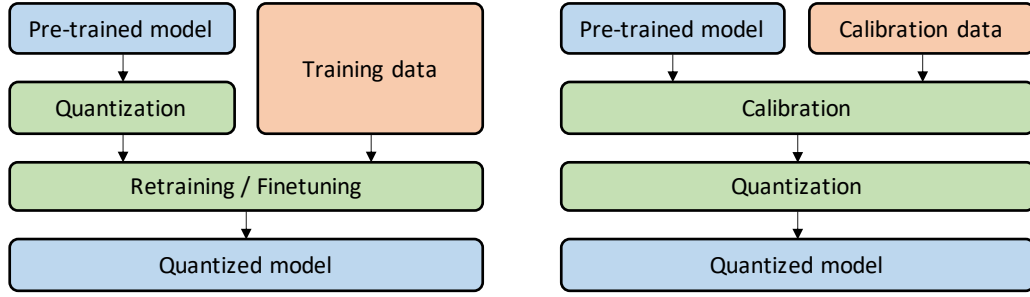 Pre-trained model
Training data
Quantization
Retraining / Finetuning
Quantized model
Pre-trained model
Calibration data
Calibration
Quantization
Quantized model